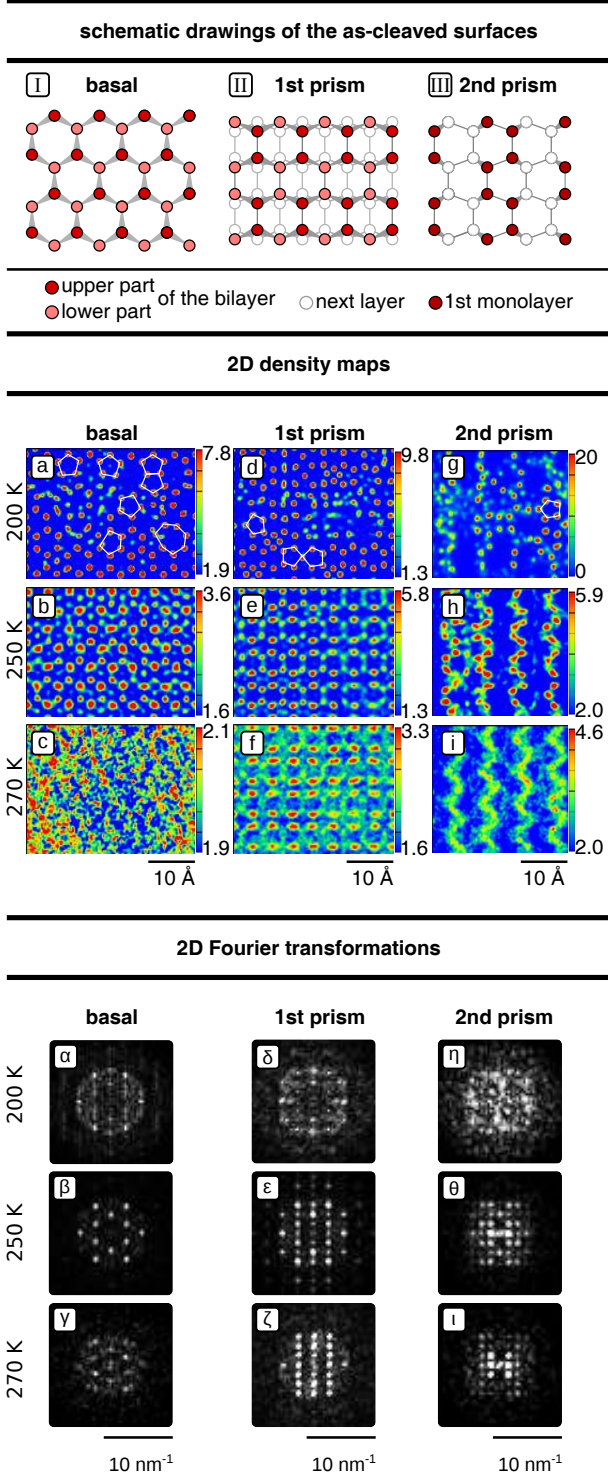 schematic drawings of the as-cleaved surfaces
I basal II 1st prism III 2nd prism
upper part of the bilayer next layer 1st monolayer
lower part
2D density maps
basal 1st prism 2nd prism
200 K
a 7.8 1.9 d 9.8 1.3 g 20 0
250 K
b 3.6 1.6 e 5.8 1.3 h 5.9 2.0
270 K
c 2.1 1.9 f 3.3 1.6 i 4.6 2.0
10 Å 10 Å 10 Å
2D Fourier transformations
basal 1st prism 2nd prism
200 K
α δ η
250 K
β ε θ
270 K
γ ζ ι
10 nm⁻¹ 10 nm⁻¹ 10 nm⁻¹